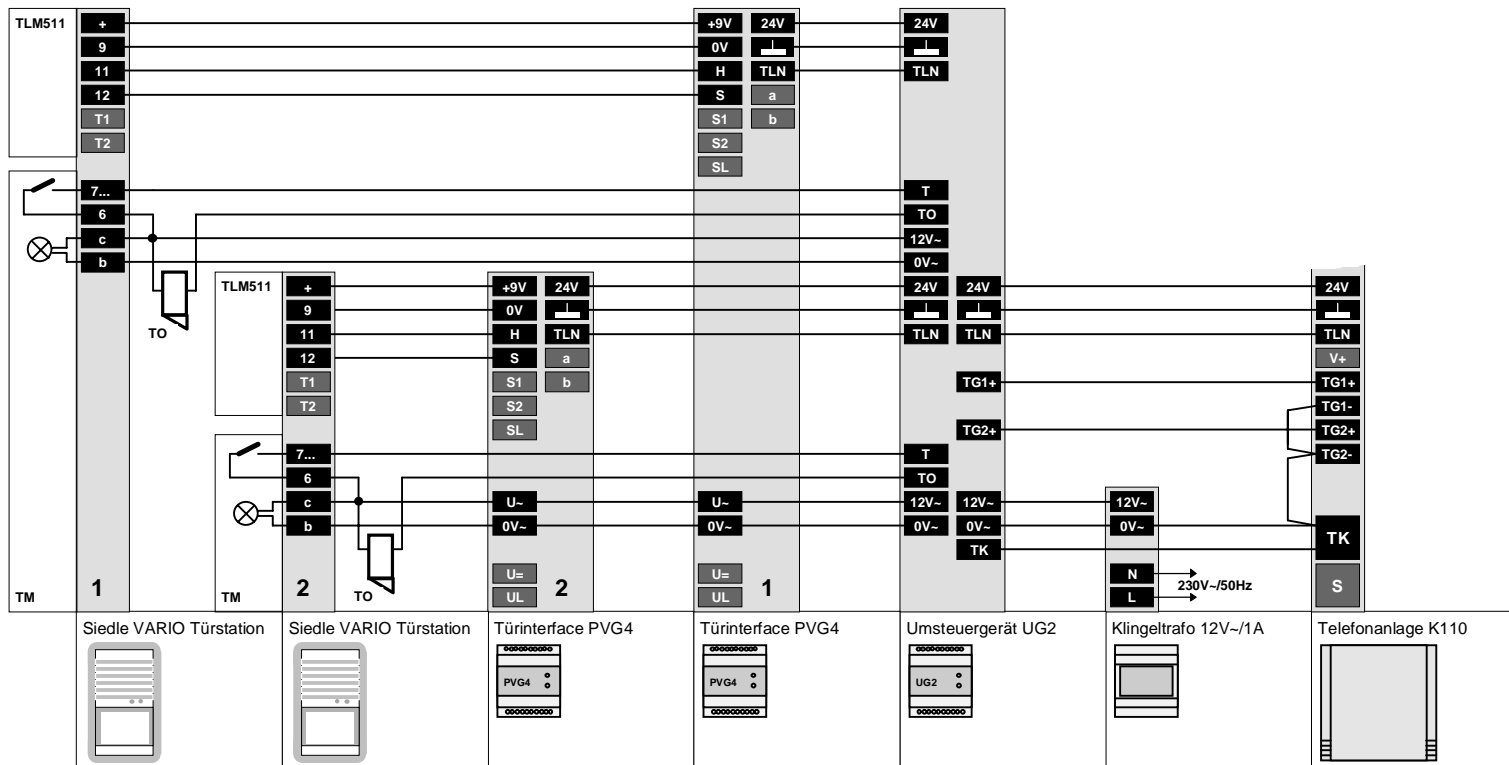 TLM511 + +9V 24V 24V
9 0V
11 H TLN TLN
12 S a
T1 S1 b
T2 S2
SL
7... T
6 TO
c 12V~
b 0V~
TLM511 + +9V 24V 24V 24V 24V
9 0V
TO 11 H TLN TLN TLN TLN
12 S a V+
T1 S1 b TG1+ TG1+
T2 S2 TG1-
SL TG2+ TG2+
7... T TG2-
6 TO
c U~ U~ 12V~ 12V~ 12V~
b 0V~ 0V~ 0V~ 0V~ 0V~
TK TK
U= U= N
230V~/50Hz
TM 1 TM 2 TO UL 2 UL 1 L S
Siedle VARIO Türstation Siedle VARIO Türstation Türinterface PVG4 Türinterface PVG4 Umsteuergerät UG2 Klingeltrafo 12V~/1A Telefonanlage K110
PVG4 PVG4 UG2